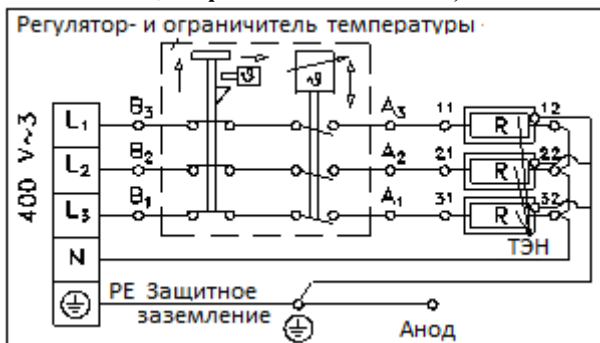 Регулятор- и ограничитель температуры
400 V~3
L₁ B₃ ϑ ϑ A₃ 11 R 12
L₂ B₂ A₂ 21 R 22
L₃ B₁ A₁ 31 R 32
N
ТЭН
PE Защитное
заземление
Анод